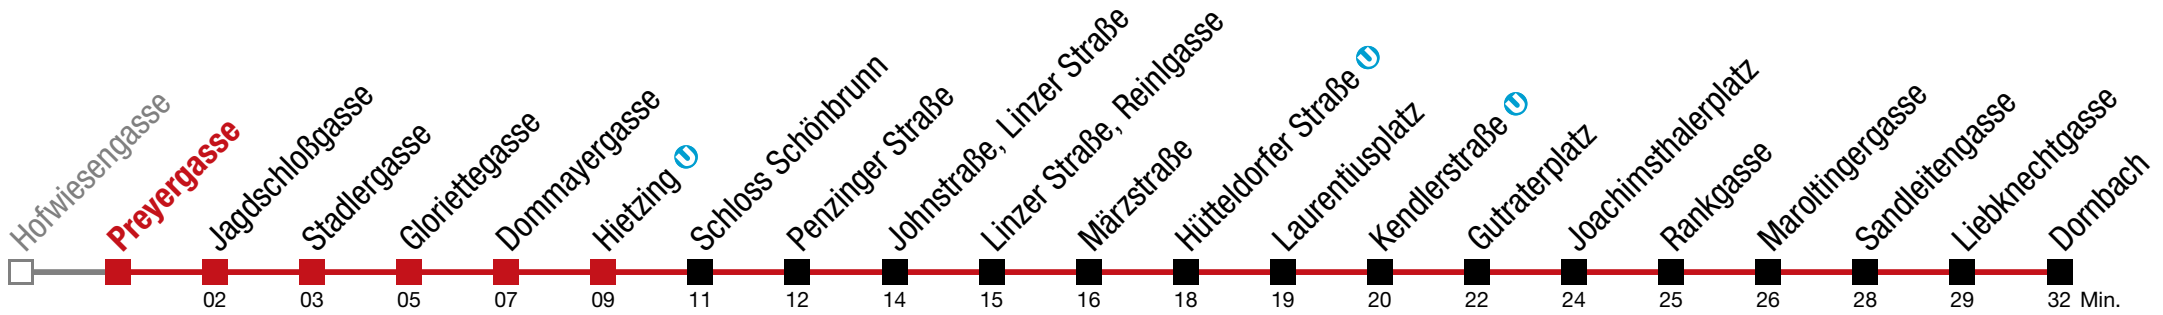 Hofwiesengasse
Preyergasse
Jagdschloßgasse
Stadlergasse
Gloriettegasse
Dommayergasse
Hietzing U
Schloss Schönbrunn
Penzinger Straße
Johnstraße, Linzer Straße
Linzer Straße, Reinlgasse
Märzstraße
Hütteldorfer Straße U
Laurentiusplatz
Kendlerstraße U
Gutraterplatz
Joachimsthalerplatz
Rankgasse
Maroltingergasse
Sandleitengasse
Liebknechtgasse
Dornbach
02 03 05 07 09 11 12 14 15 16 18 19 20 22 24 25 26 28 29 32 Min.